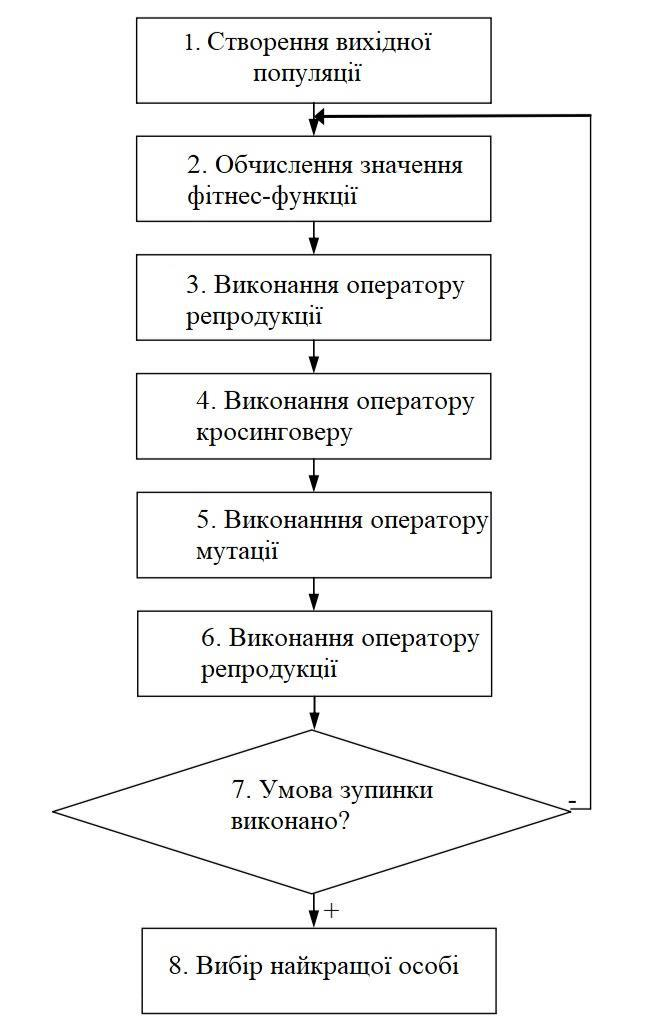 1. Створення вихідної
популяції
2. Обчислення значення
фітнес-функції
3. Виконання оператору
репродукції
4. Виконання оператору
кросинговеру
5. Виконанння оператору
мутації
6. Виконання оператору
репродукції
7. Умова зупинки
виконано?
-
+
8. Вибір найкращої особі